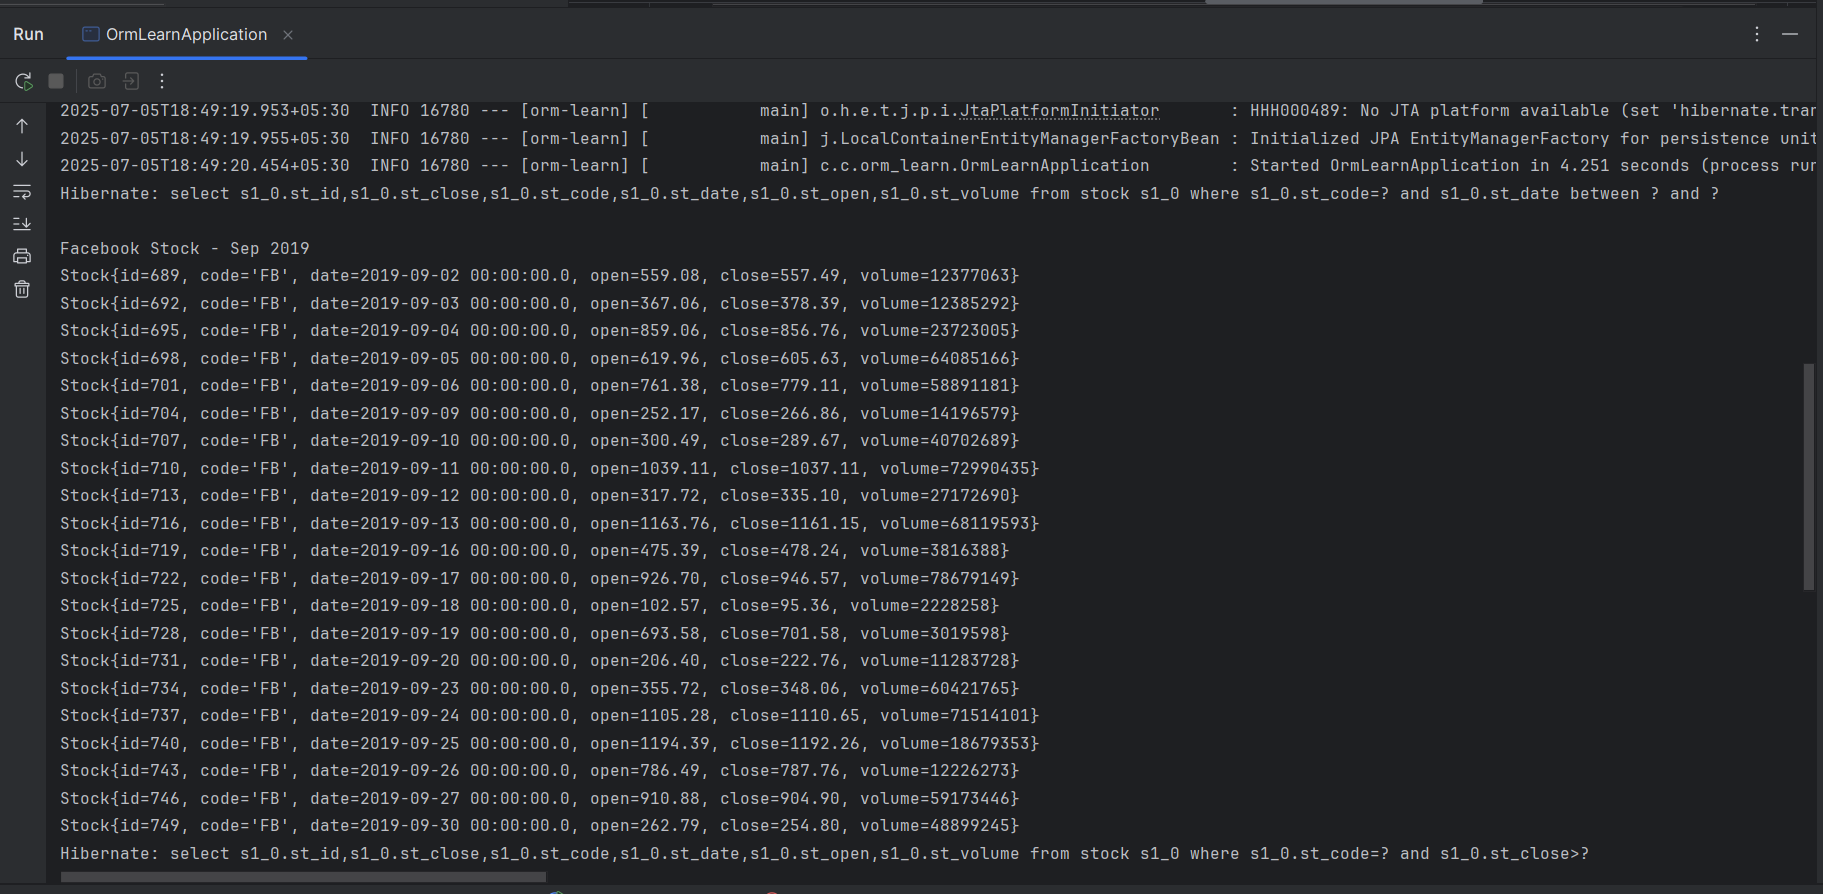 Run OrmLearnApplication
2025-07-05T18:49:19.953+05:30  INFO 16780 --- [orm-learn] [           main] o.h.e.t.j.p.i.JtaPlatformInitiator       : HHH000489: No JTA platform available (set 'hibernate.tran
2025-07-05T18:49:19.955+05:30  INFO 16780 --- [orm-learn] [           main] j.LocalContainerEntityManagerFactoryBean : Initialized JPA EntityManagerFactory for persistence unit
2025-07-05T18:49:20.454+05:30  INFO 16780 --- [orm-learn] [           main] c.c.orm_learn.OrmLearnApplication        : Started OrmLearnApplication in 4.251 seconds (process run
Hibernate: select s1_0.st_id,s1_0.st_close,s1_0.st_code,s1_0.st_date,s1_0.st_open,s1_0.st_volume from stock s1_0 where s1_0.st_code=? and s1_0.st_date between ? and ?
Facebook Stock - Sep 2019
Stock{id=689, code='FB', date=2019-09-02 00:00:00.0, open=559.08, close=557.49, volume=12377063}
Stock{id=692, code='FB', date=2019-09-03 00:00:00.0, open=367.06, close=378.39, volume=12385292}
Stock{id=695, code='FB', date=2019-09-04 00:00:00.0, open=859.06, close=856.76, volume=23723005}
Stock{id=698, code='FB', date=2019-09-05 00:00:00.0, open=619.96, close=605.63, volume=64085166}
Stock{id=701, code='FB', date=2019-09-06 00:00:00.0, open=761.38, close=779.11, volume=58891181}
Stock{id=704, code='FB', date=2019-09-09 00:00:00.0, open=252.17, close=266.86, volume=14196579}
Stock{id=707, code='FB', date=2019-09-10 00:00:00.0, open=300.49, close=289.67, volume=40702689}
Stock{id=710, code='FB', date=2019-09-11 00:00:00.0, open=1039.11, close=1037.11, volume=72990435}
Stock{id=713, code='FB', date=2019-09-12 00:00:00.0, open=317.72, close=335.10, volume=27172690}
Stock{id=716, code='FB', date=2019-09-13 00:00:00.0, open=1163.76, close=1161.15, volume=68119593}
Stock{id=719, code='FB', date=2019-09-16 00:00:00.0, open=475.39, close=478.24, volume=3816388}
Stock{id=722, code='FB', date=2019-09-17 00:00:00.0, open=926.70, close=946.57, volume=78679149}
Stock{id=725, code='FB', date=2019-09-18 00:00:00.0, open=102.57, close=95.36, volume=2228258}
Stock{id=728, code='FB', date=2019-09-19 00:00:00.0, open=693.58, close=701.58, volume=3019598}
Stock{id=731, code='FB', date=2019-09-20 00:00:00.0, open=206.40, close=222.76, volume=11283728}
Stock{id=734, code='FB', date=2019-09-23 00:00:00.0, open=355.72, close=348.06, volume=60421765}
Stock{id=737, code='FB', date=2019-09-24 00:00:00.0, open=1105.28, close=1110.65, volume=71514101}
Stock{id=740, code='FB', date=2019-09-25 00:00:00.0, open=1194.39, close=1192.26, volume=18679353}
Stock{id=743, code='FB', date=2019-09-26 00:00:00.0, open=786.49, close=787.76, volume=12226273}
Stock{id=746, code='FB', date=2019-09-27 00:00:00.0, open=910.88, close=904.90, volume=59173446}
Stock{id=749, code='FB', date=2019-09-30 00:00:00.0, open=262.79, close=254.80, volume=48899245}
Hibernate: select s1_0.st_id,s1_0.st_close,s1_0.st_code,s1_0.st_date,s1_0.st_open,s1_0.st_volume from stock s1_0 where s1_0.st_code=? and s1_0.st_close>?